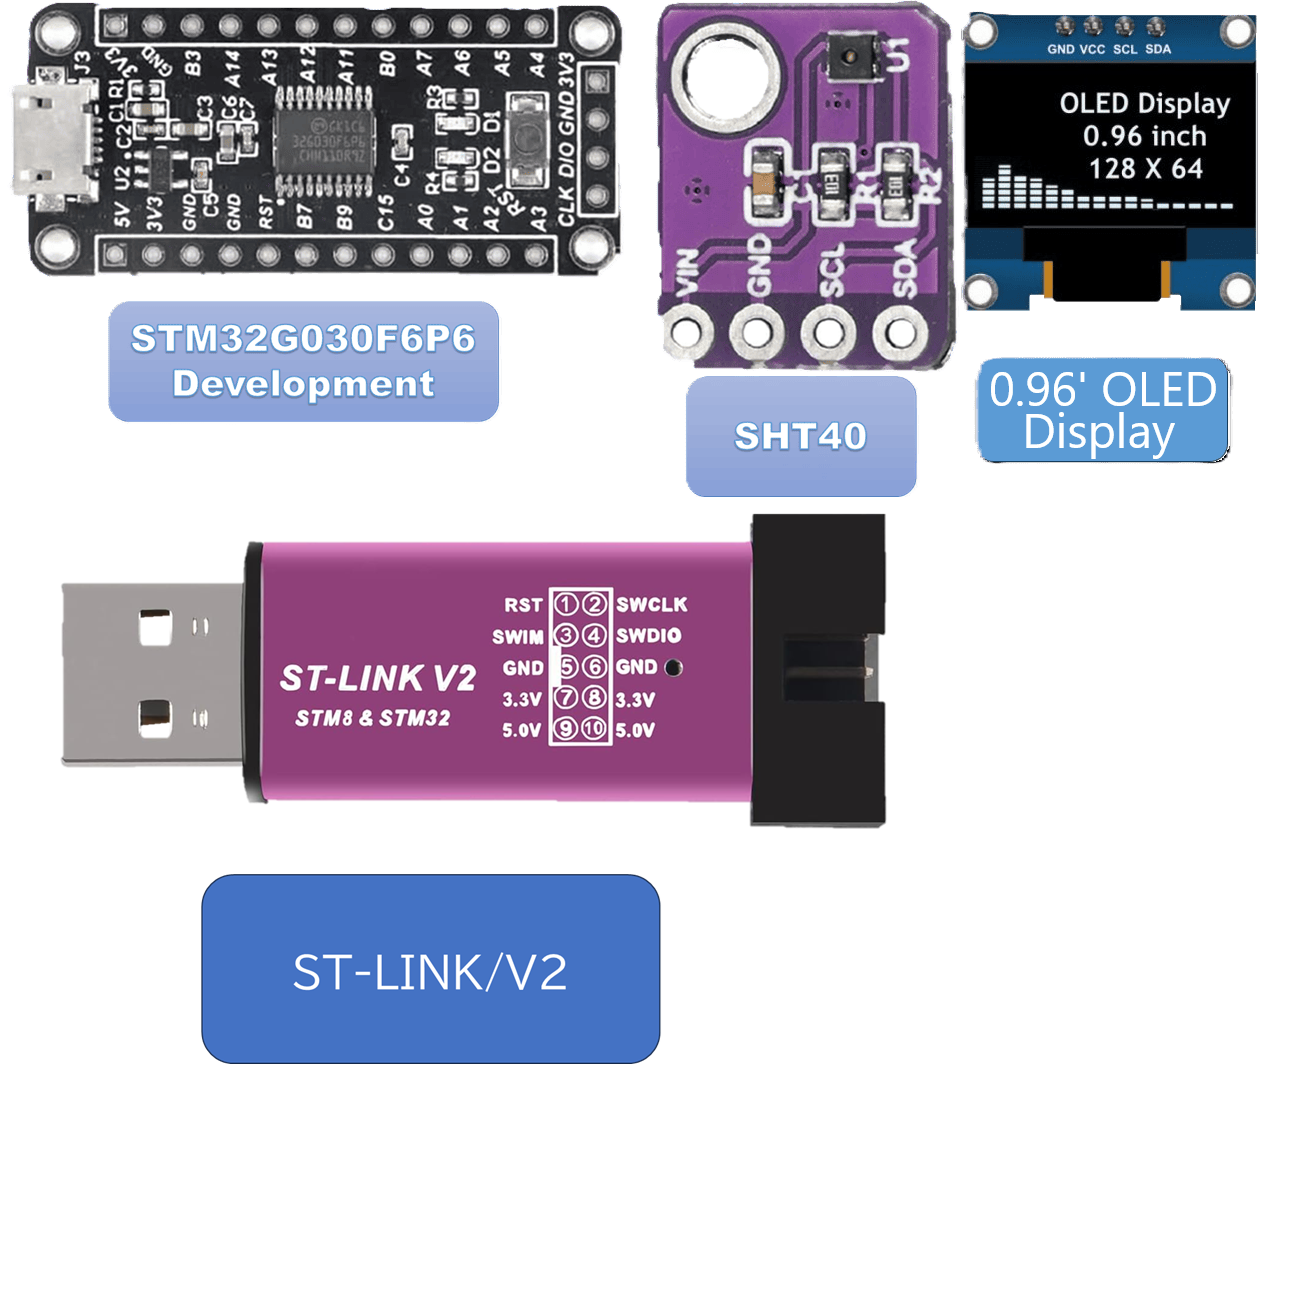 3V3 GND B3 A14 A13 A12 A11 B0 A7 A6 A5 A4
J3 R1 3V3 GND
C1 C2 U2 C3 C6 C7 C5
C4 R3 R4 D1 D2 RST
3V3
GND
DIO
CLK
5V 3V3 GND GND RST B7 B9 C15 A0 A1 A2 A3
STM32G030F6P6
Development
U1
C1 R1 R2
VIN GND SCL SDA
SHT40
GND VCC SCL SDA
OLED Display
0.96 inch
128 X 64
0.96' OLED
Display
RST 1 2 SWCLK
SWIM 3 4 SWDIO
GND 5 6 GND
3.3V 7 8 3.3V
5.0V 9 10 5.0V
ST-LINK V2
STM8 & STM32
ST-LINK/V2